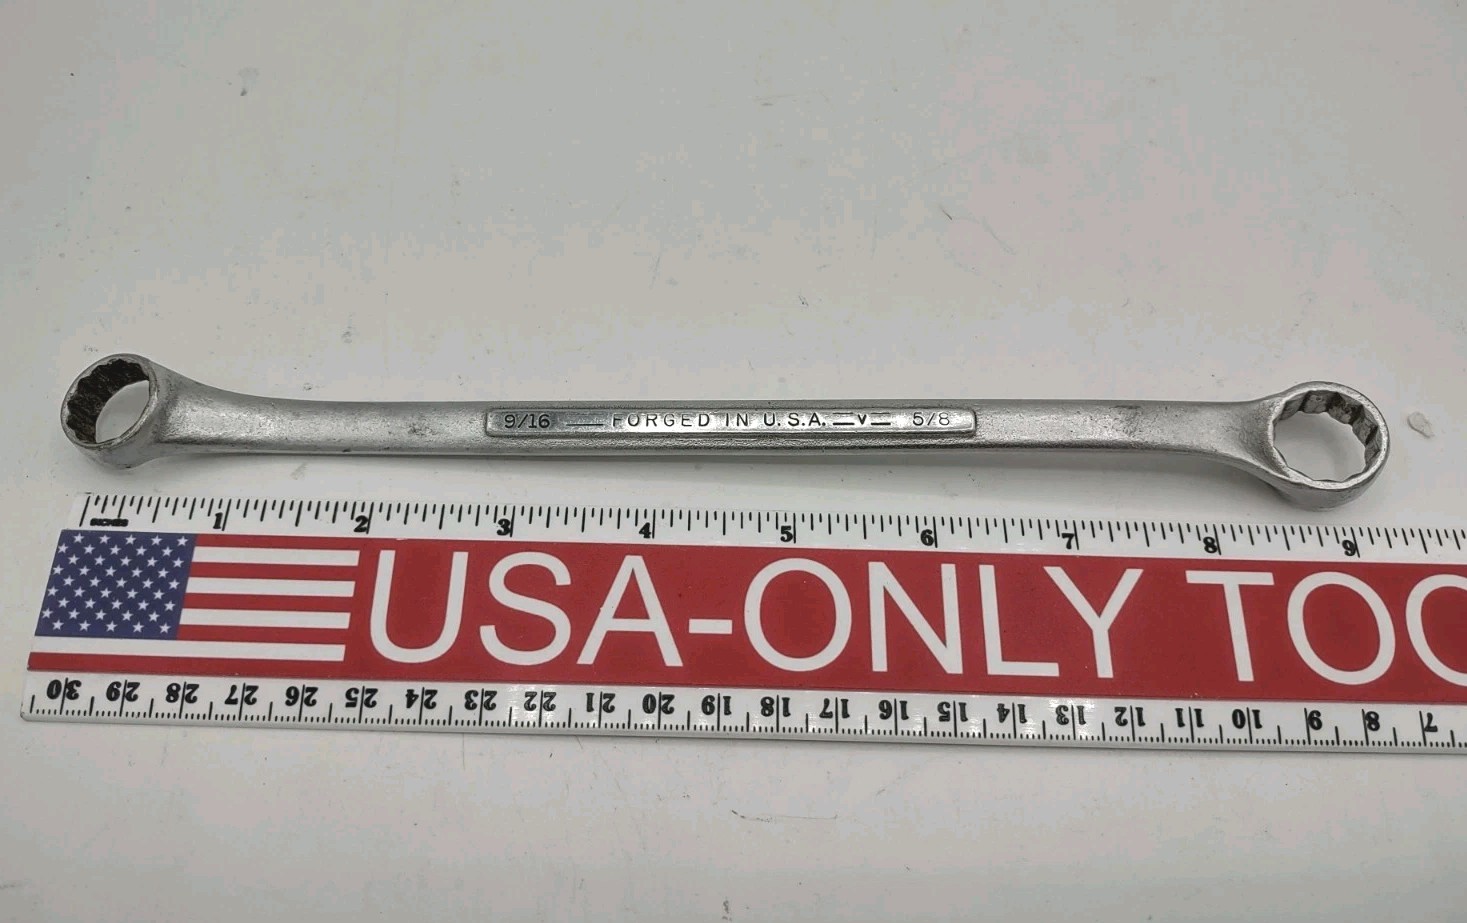 9/16 FORGED IN U.S.A. =V= 5/8
INCHES 1 2 3 4 5 6 7 8 9
USA-ONLY TOO
30 29 28 27 26 25 24 23 22 21 20 19 18 17 16 15 14 13 12 11 10 9 8 7